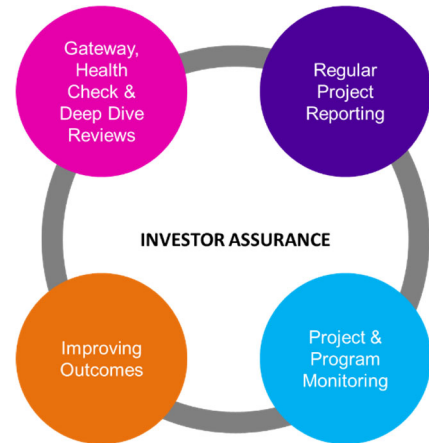 Gateway,
Health
Check &
Deep Dive
Reviews
Regular
Project
Reporting
INVESTOR ASSURANCE
Improving
Outcomes
Project &
Program
Monitoring